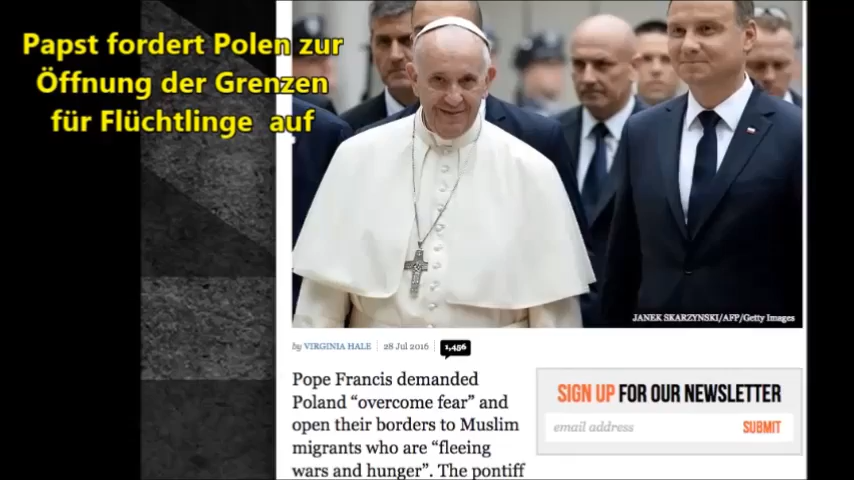 Papst fordert Polen zur
Öffnung der Grenzen
für Flüchtlinge auf
JANEK SKARZYNSKI/AFP/Getty Images
by VIRGINIA HALE | 28 Jul 2016 | 1,456
Pope Francis demanded
Poland “overcome fear” and
open their borders to Muslim
migrants who are “fleeing
wars and hunger”. The pontiff
SIGN UP FOR OUR NEWSLETTER
email address
SUBMIT